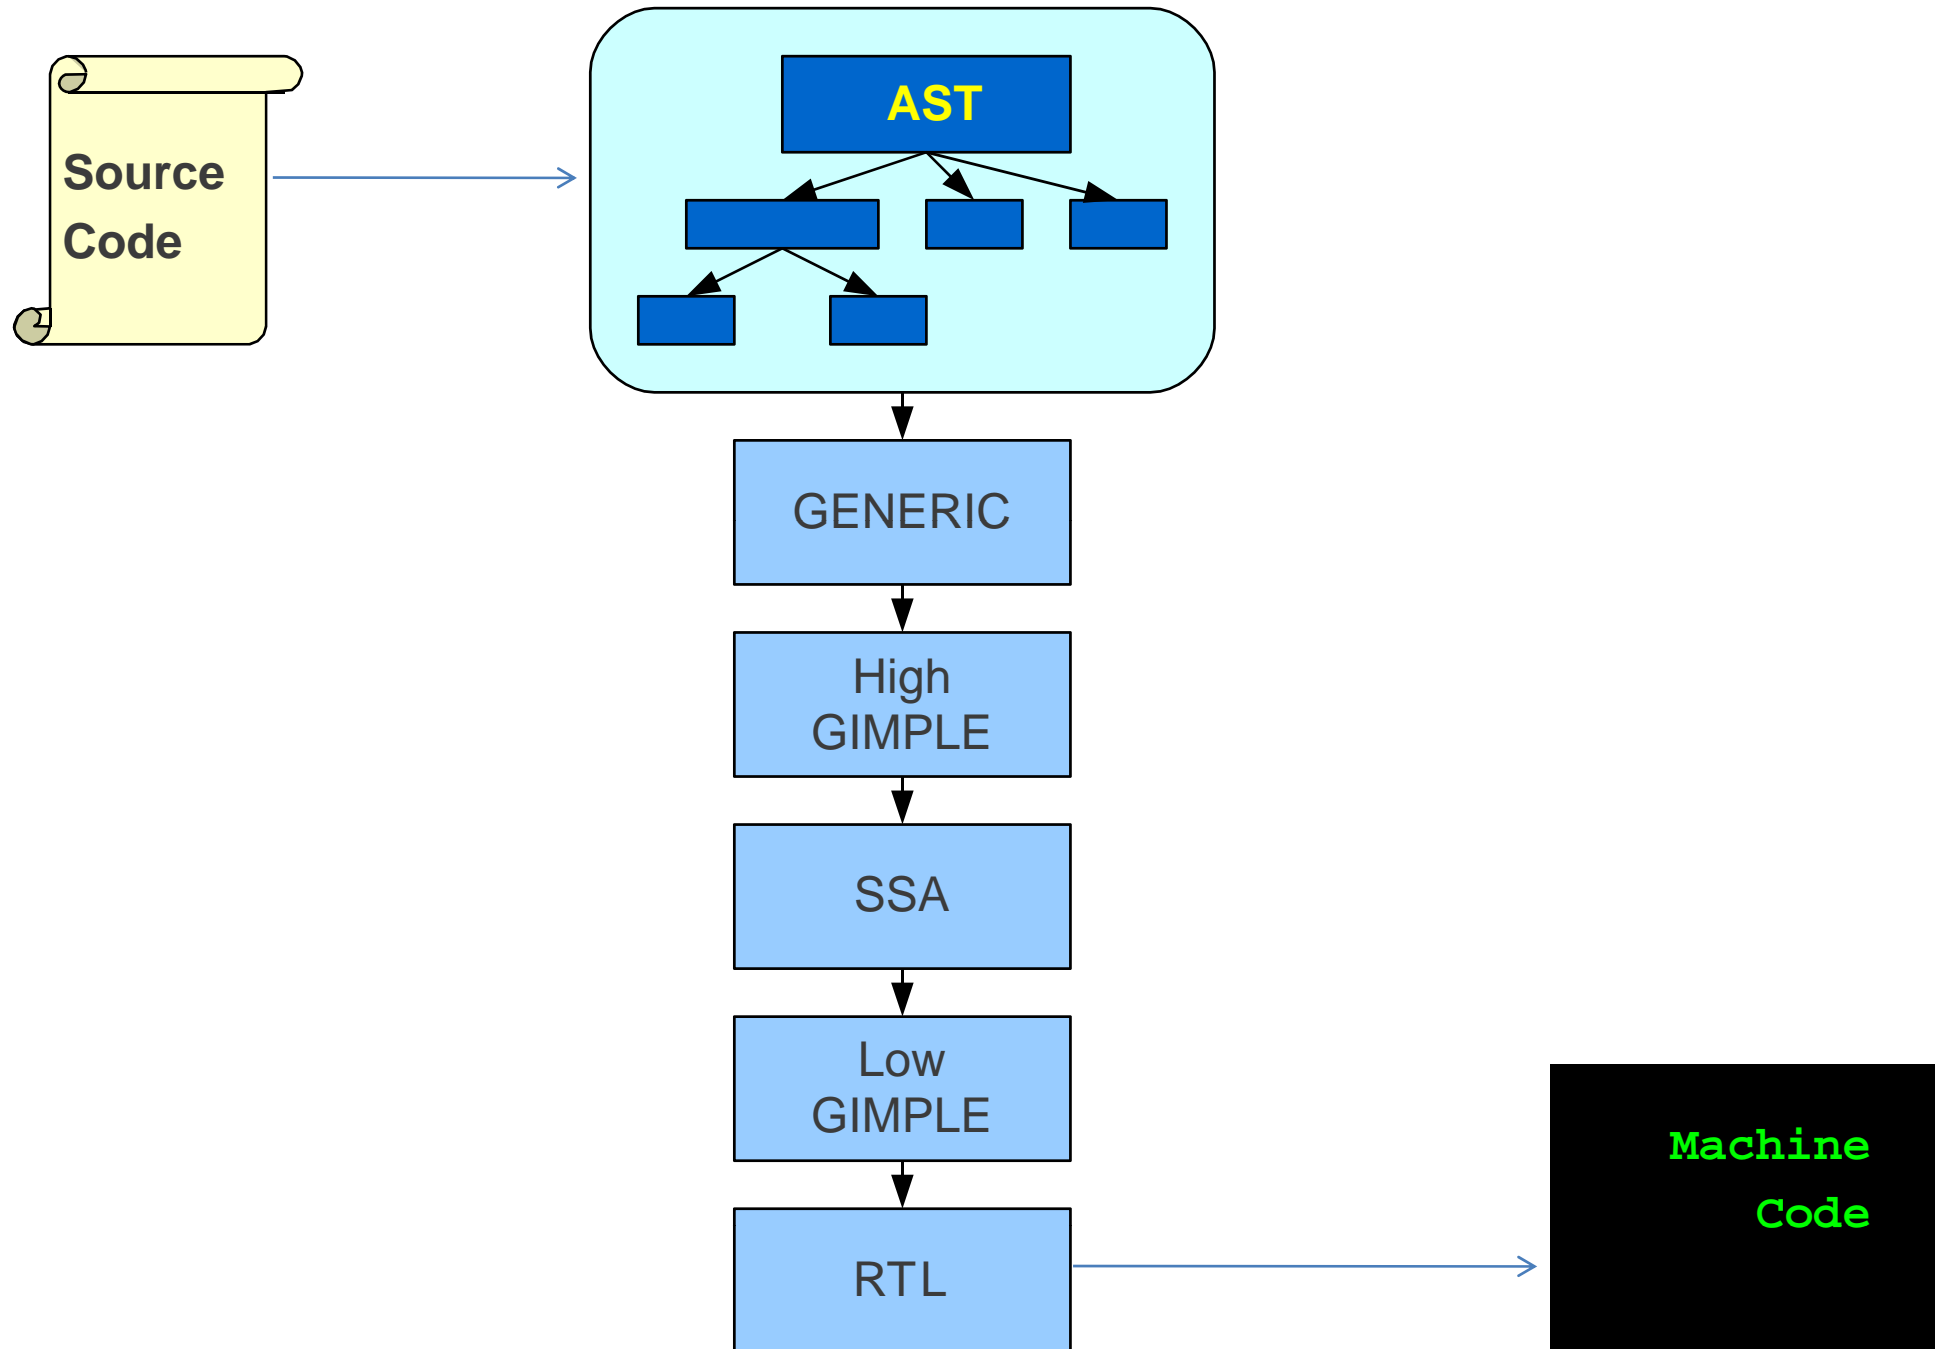 Source
Code
AST
GENERIC
High
GIMPLE
SSA
Low
GIMPLE
RTL
Machine
Code